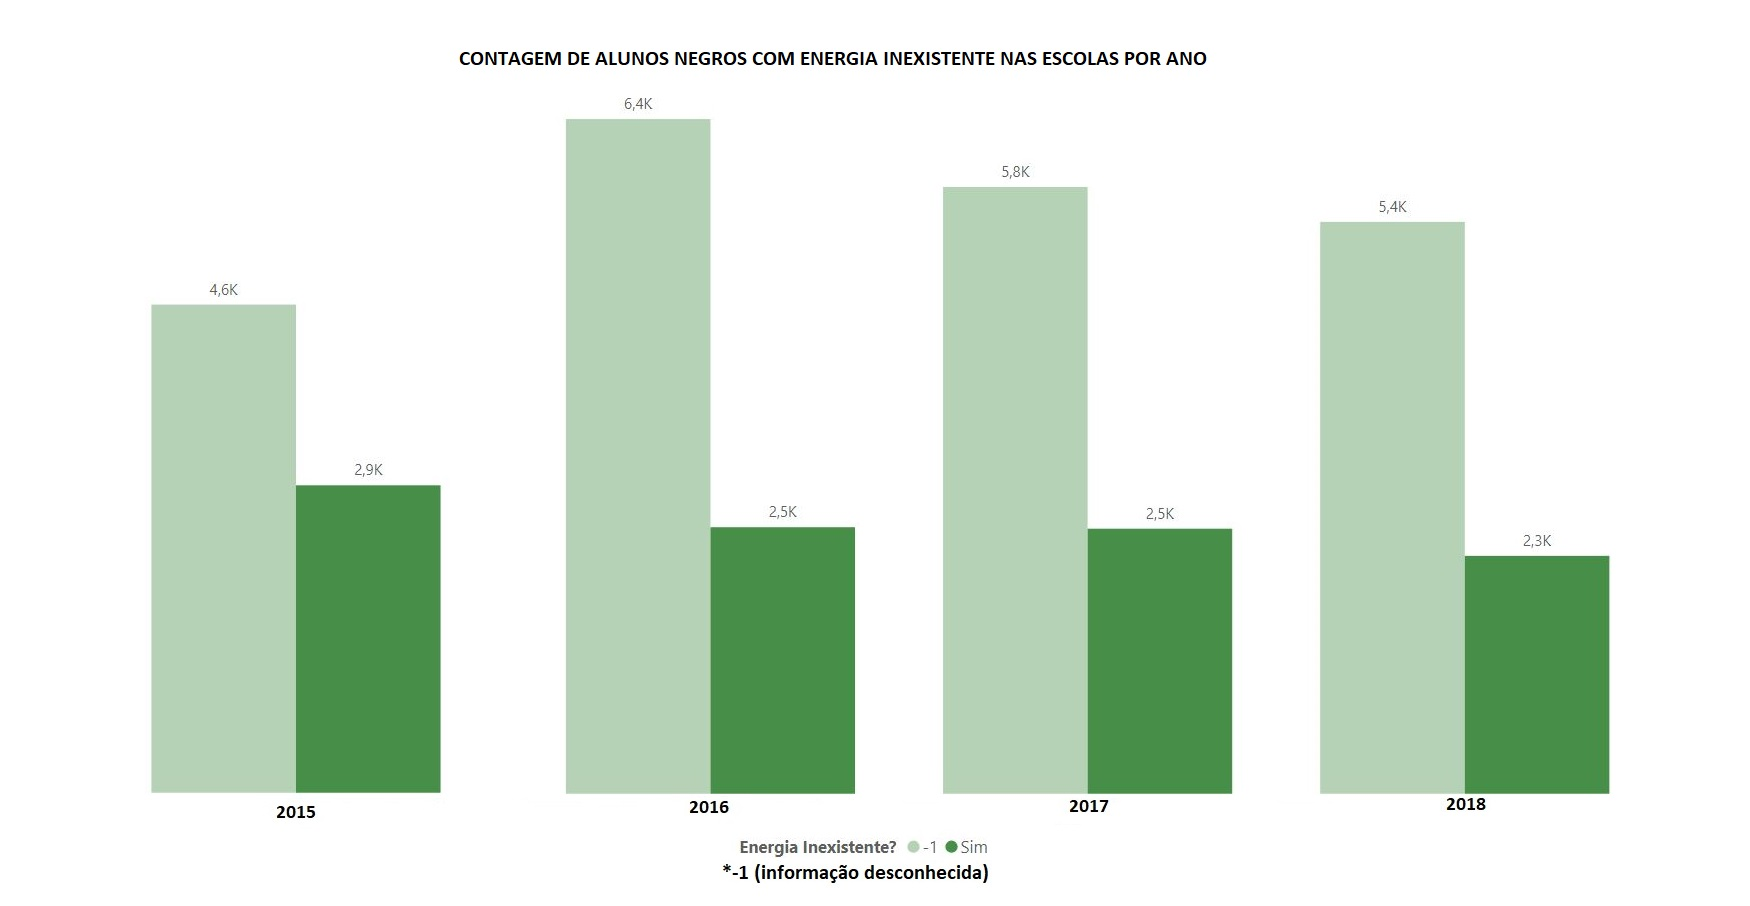 CONTAGEM DE ALUNOS NEGROS COM ENERGIA INEXISTENTE NAS ESCOLAS POR ANO
6,4K
5,8K
5,4K
4,6K
2,9K
2,5K
2,5K
2,3K
2015
2016
2017
2018
Energia Inexistente? -1 Sim
*-1 (informação desconhecida)